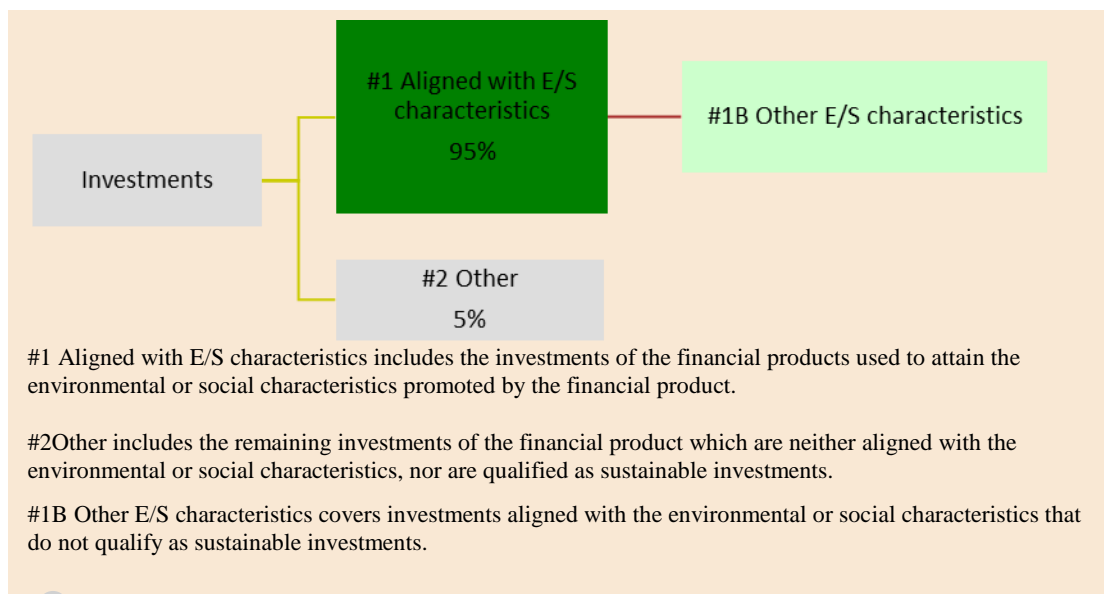 #1 Aligned with E/S
characteristics
95%
#1B Other E/S characteristics
Investments
#2 Other
5%
#1 Aligned with E/S characteristics includes the investments of the financial products used to attain the
environmental or social characteristics promoted by the financial product.
#2Other includes the remaining investments of the financial product which are neither aligned with the
environmental or social characteristics, nor are qualified as sustainable investments.
#1B Other E/S characteristics covers investments aligned with the environmental or social characteristics that
do not qualify as sustainable investments.